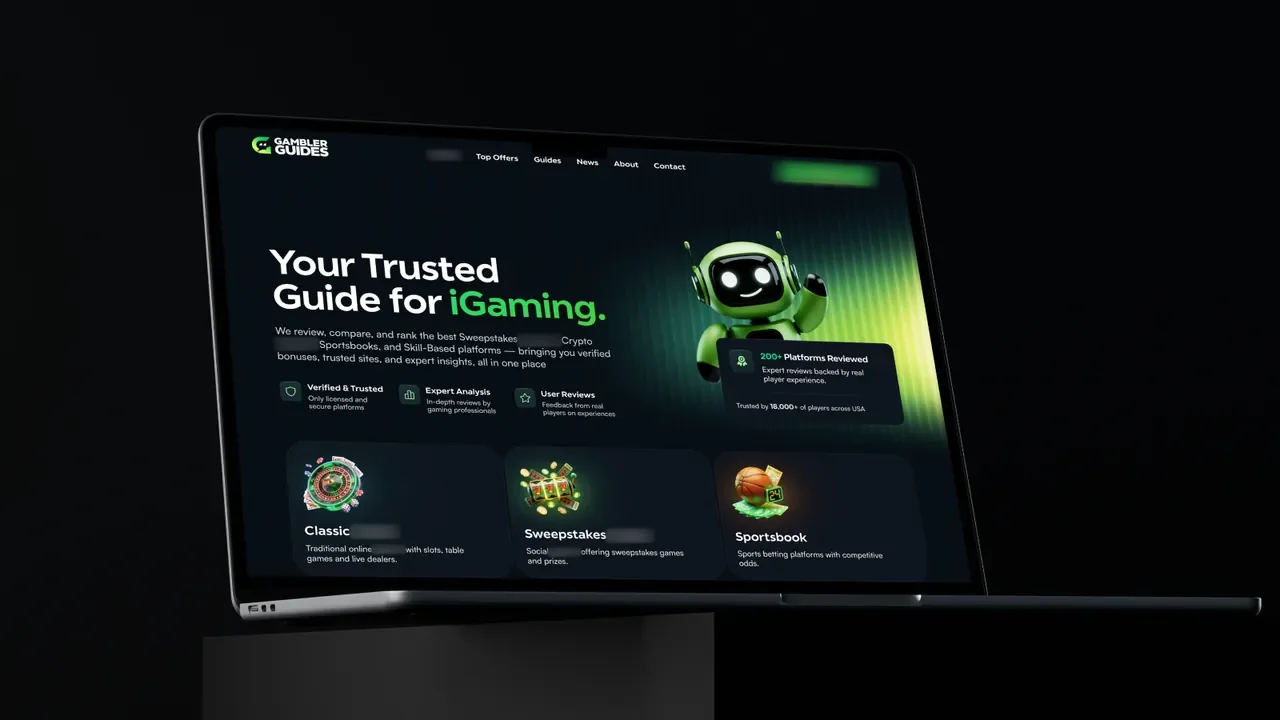 GAMBLER
GUIDES
Top Offers Guides News About Contact
Your Trusted
Guide for iGaming.
We review, compare, and rank the best Sweepstakes Crypto
Sportsbooks, and Skill-Based platforms — bringing you verified
bonuses, trusted sites, and expert insights, all in one place
Verified & Trusted
Only licensed and
secure platforms
Expert Analysis
In-depth reviews by
gaming professionals
User Reviews
Feedback from real
players on experiences
200+ Platforms Reviewed
Expert reviews backed by real
player experience.
Trusted by 18,000+ of players across USA
Classic
Traditional online with slots, table
games and live dealers.
Sweepstakes
Social offering sweepstakes games
and prizes.
Sportsbook
Sports betting platforms with competitive
odds.
24